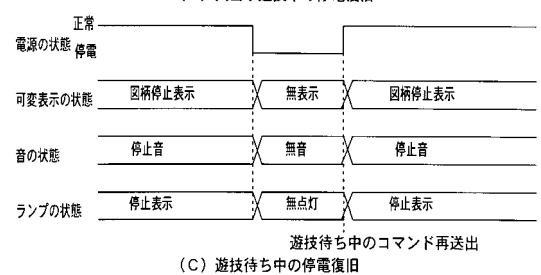 正常
電源の状態 停電
可変表示の状態 図柄停止表示 無表示 図柄停止表示
音の状態 停止音 無音 停止音
ランプの状態 停止表示 無点灯 停止表示
遊技待ち中のコマンド再送出
(C) 遊技待ち中の停電復旧